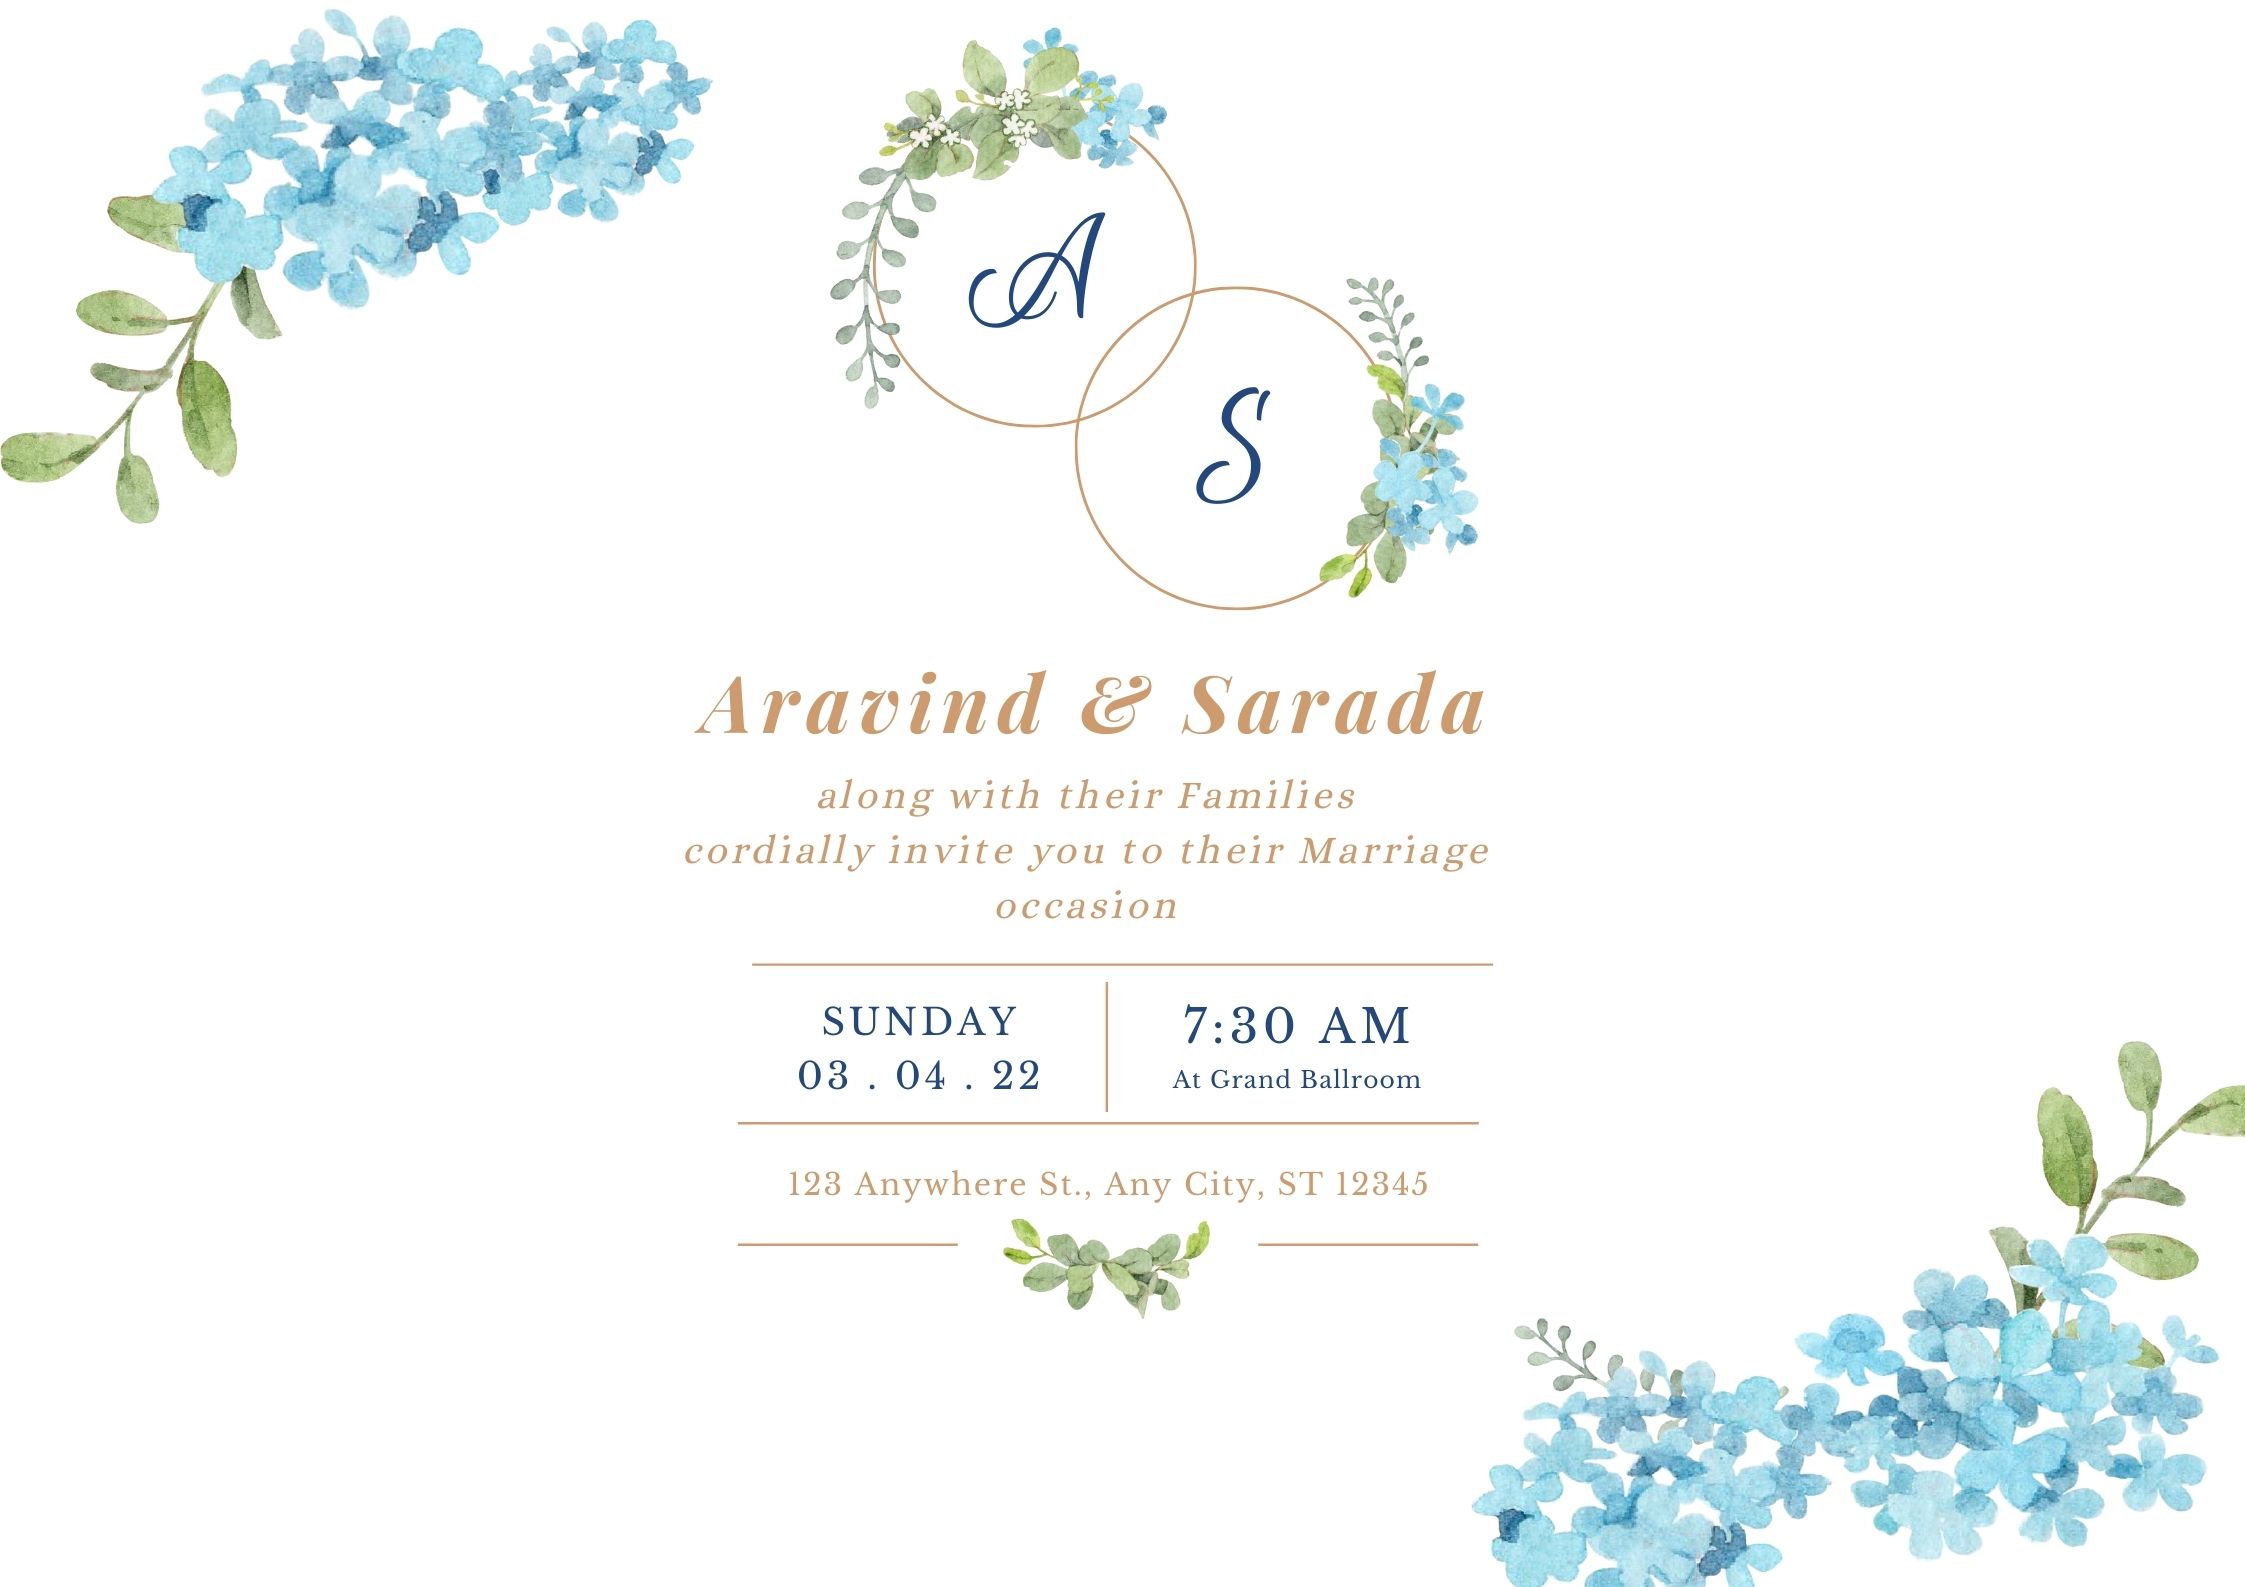 A
S
Aravind & Sarada
along with their Families
cordially invite you to their Marriage
occasion
SUNDAY
03 . 04 . 22
7:30 AM
At Grand Ballroom
123 Anywhere St., Any City, ST 12345